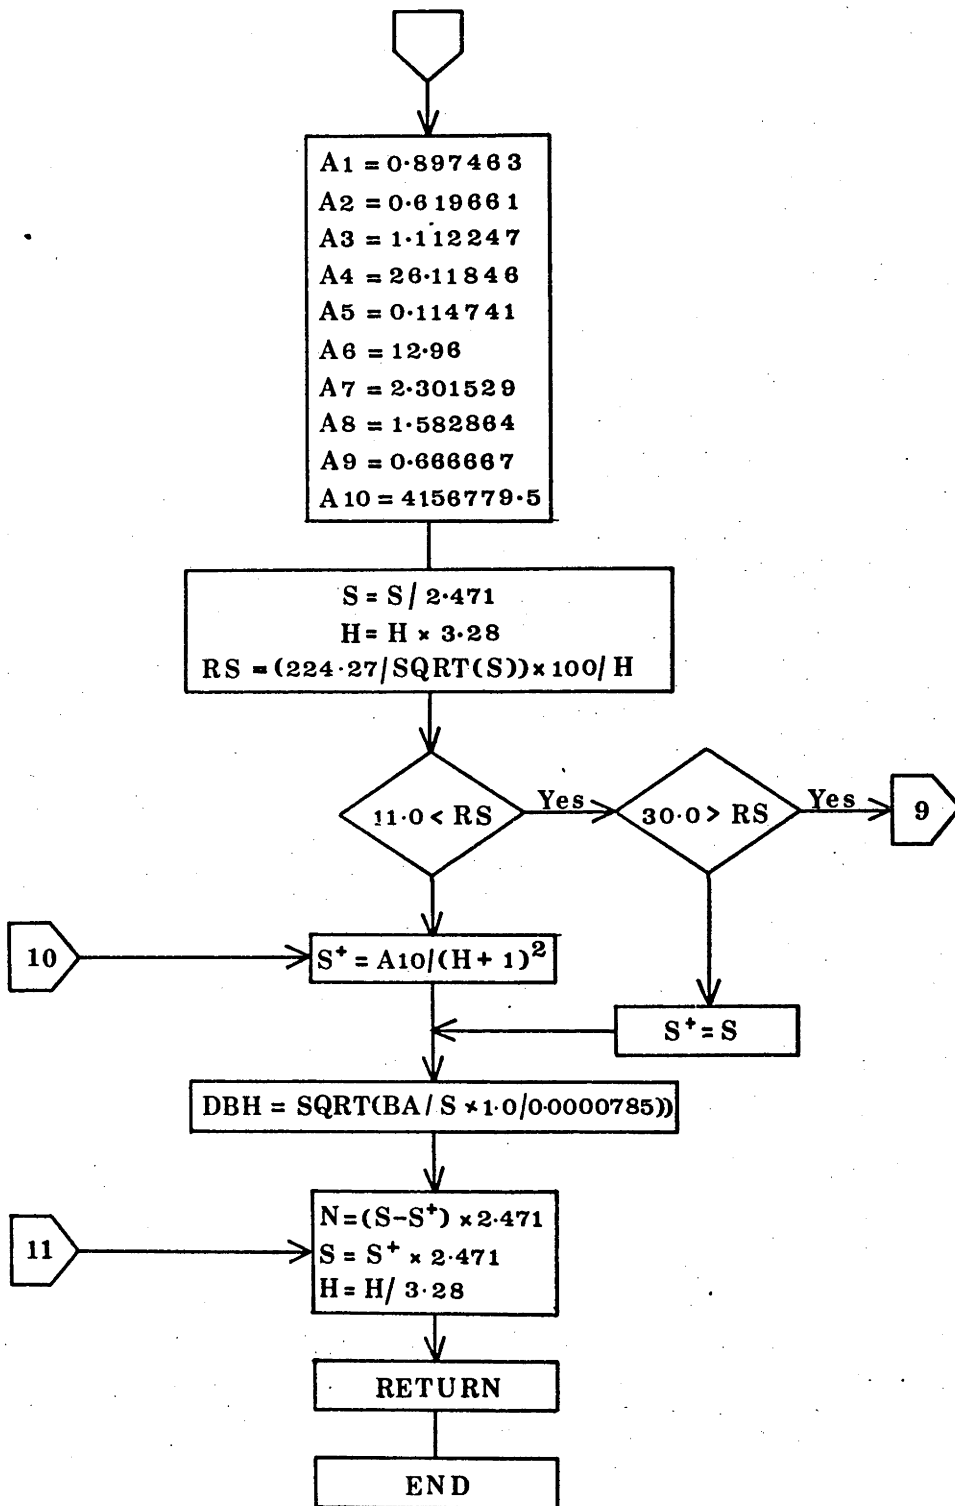 A1 = 0·897463
A2 = 0·619661
A3 = 1·112247
A4 = 26·11846
A5 = 0·114741
A6 = 12·96
A7 = 2·301529
A8 = 1·582864
A9 = 0·666667
A10 = 4156779·5
S = S / 2·471
H = H × 3·28
RS = (224·27/SQRT(S)) × 100/ H
11·0 < RS
Yes
30·0 > RS
Yes
9
10
S⁺ = A10/(H + 1)²
S⁺ = S
DBH = SQRT(BA/ S × 1·0/0·0000785))
11
N = (S–S⁺) × 2·471
S = S⁺ × 2·471
H = H/ 3·28
RETURN
END